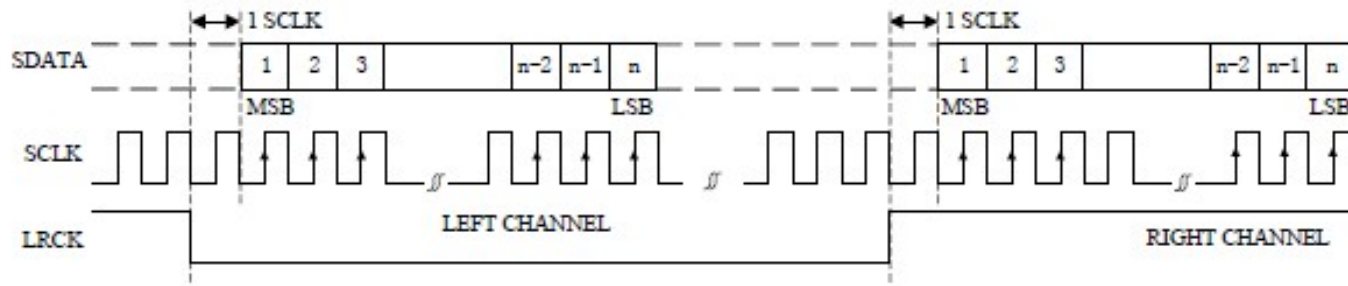 1 SCLK 1 SCLK
SDATA 1 2 3 n-2 n-1 n 1 2 3 n-2 n-1 n
MSB LSB MSB LSB
SCLK
LEFT CHANNEL
LRCK RIGHT CHANNEL